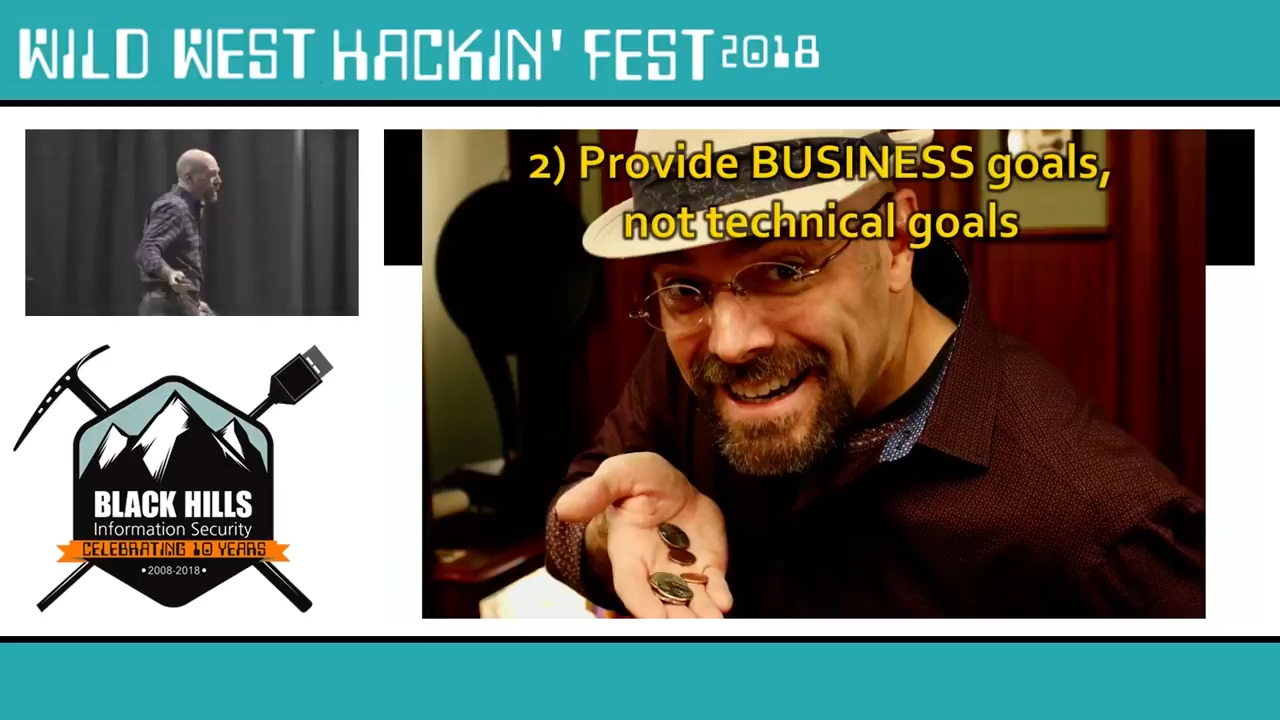 WILD WEST HACKIN' FEST 2018
2) Provide BUSINESS goals,
not technical goals
BLACK HILLS
Information Security
CELEBRATING 10 YEARS
•2008-2018•